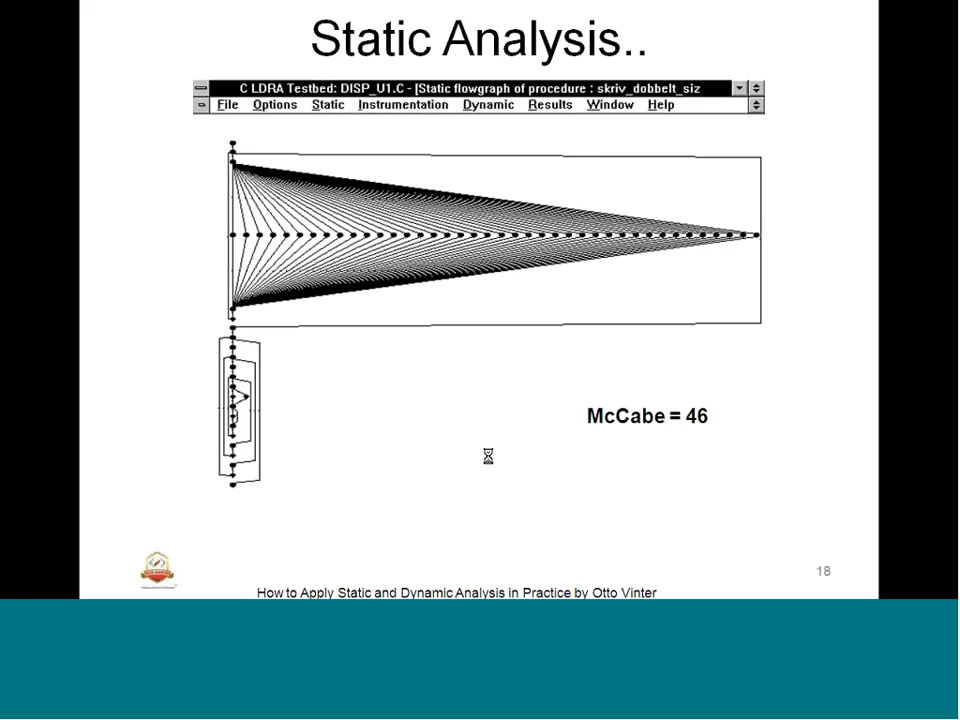 Static Analysis..
C LDRA Testbed: DISP_U1.C - [Static flowgraph of procedure : skriv_dobbelt_siz
File Options Static Instrumentation Dynamic Results Window Help
McCabe = 46
18
How to Apply Static and Dynamic Analysis in Practice by Otto Vinter